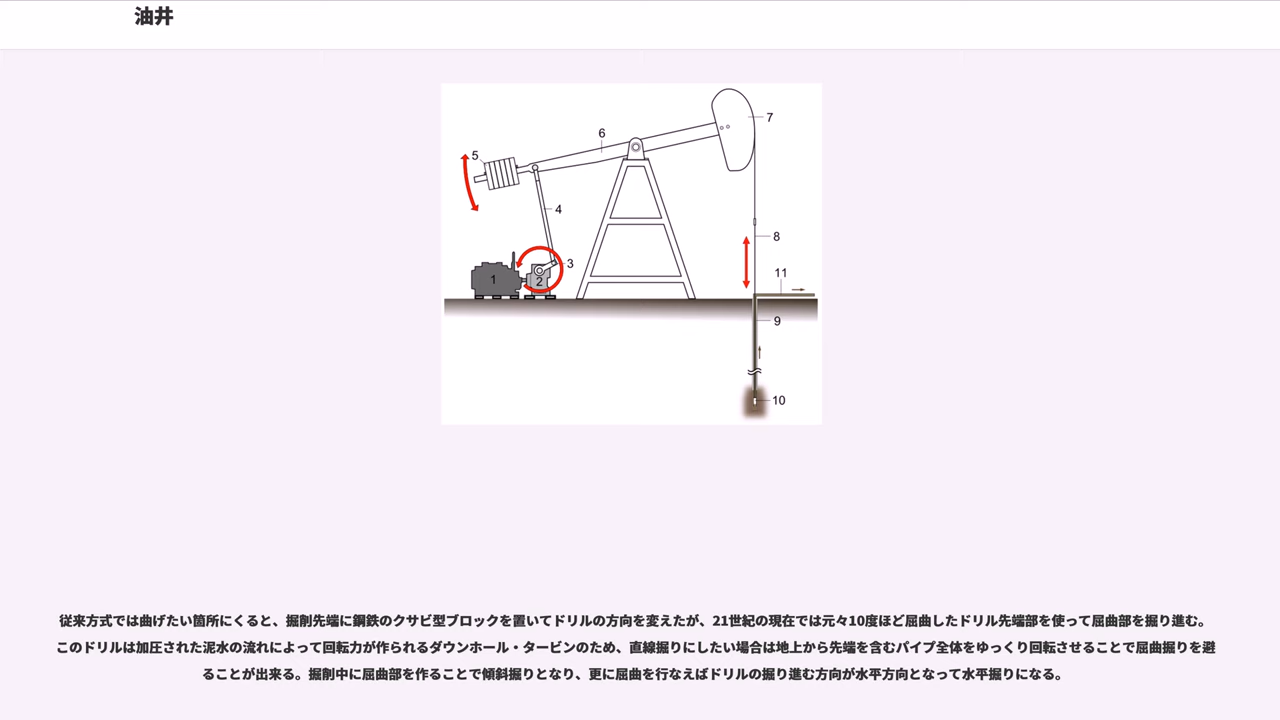 油井
7
6
5
4
8
3
11
1
2
9
10
従来方式では曲げたい箇所にくると、掘削先端に鋼鉄のクサビ型ブロックを置いてドリルの方向を変えたが、21世紀の現在では元々10度ほど屈曲したドリル先端部を使って屈曲部を掘り進む。
このドリルは加圧された泥水の流れによって回転力が作られるダウンホール・タービンのため、直線掘りにしたい場合は地上から先端を含むパイプ全体をゆっくり回転させることで屈曲掘りを避
ることが出来る。掘削中に屈曲部を作ることで傾斜掘りとなり、更に屈曲を行なえばドリルの掘り進む方向が水平方向となって水平掘りになる。